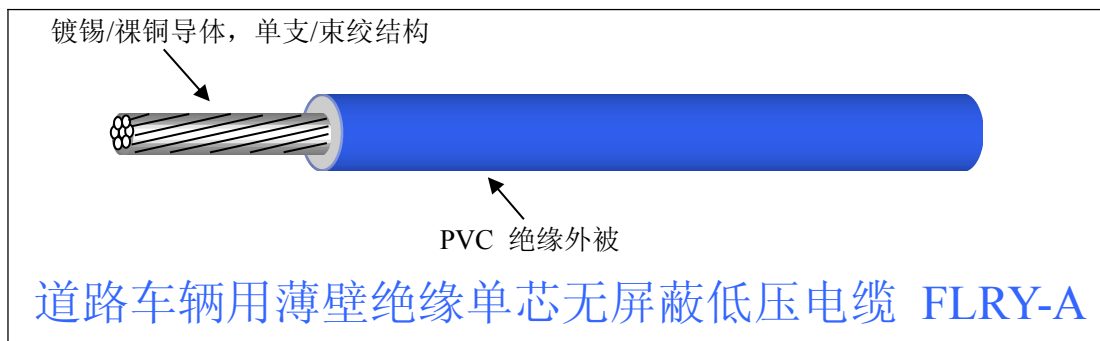 镀锡/祼铜导体，单支/束绞结构
PVC 绝缘外被
道路车辆用薄壁绝缘单芯无屏蔽低压电缆 FLRY-A